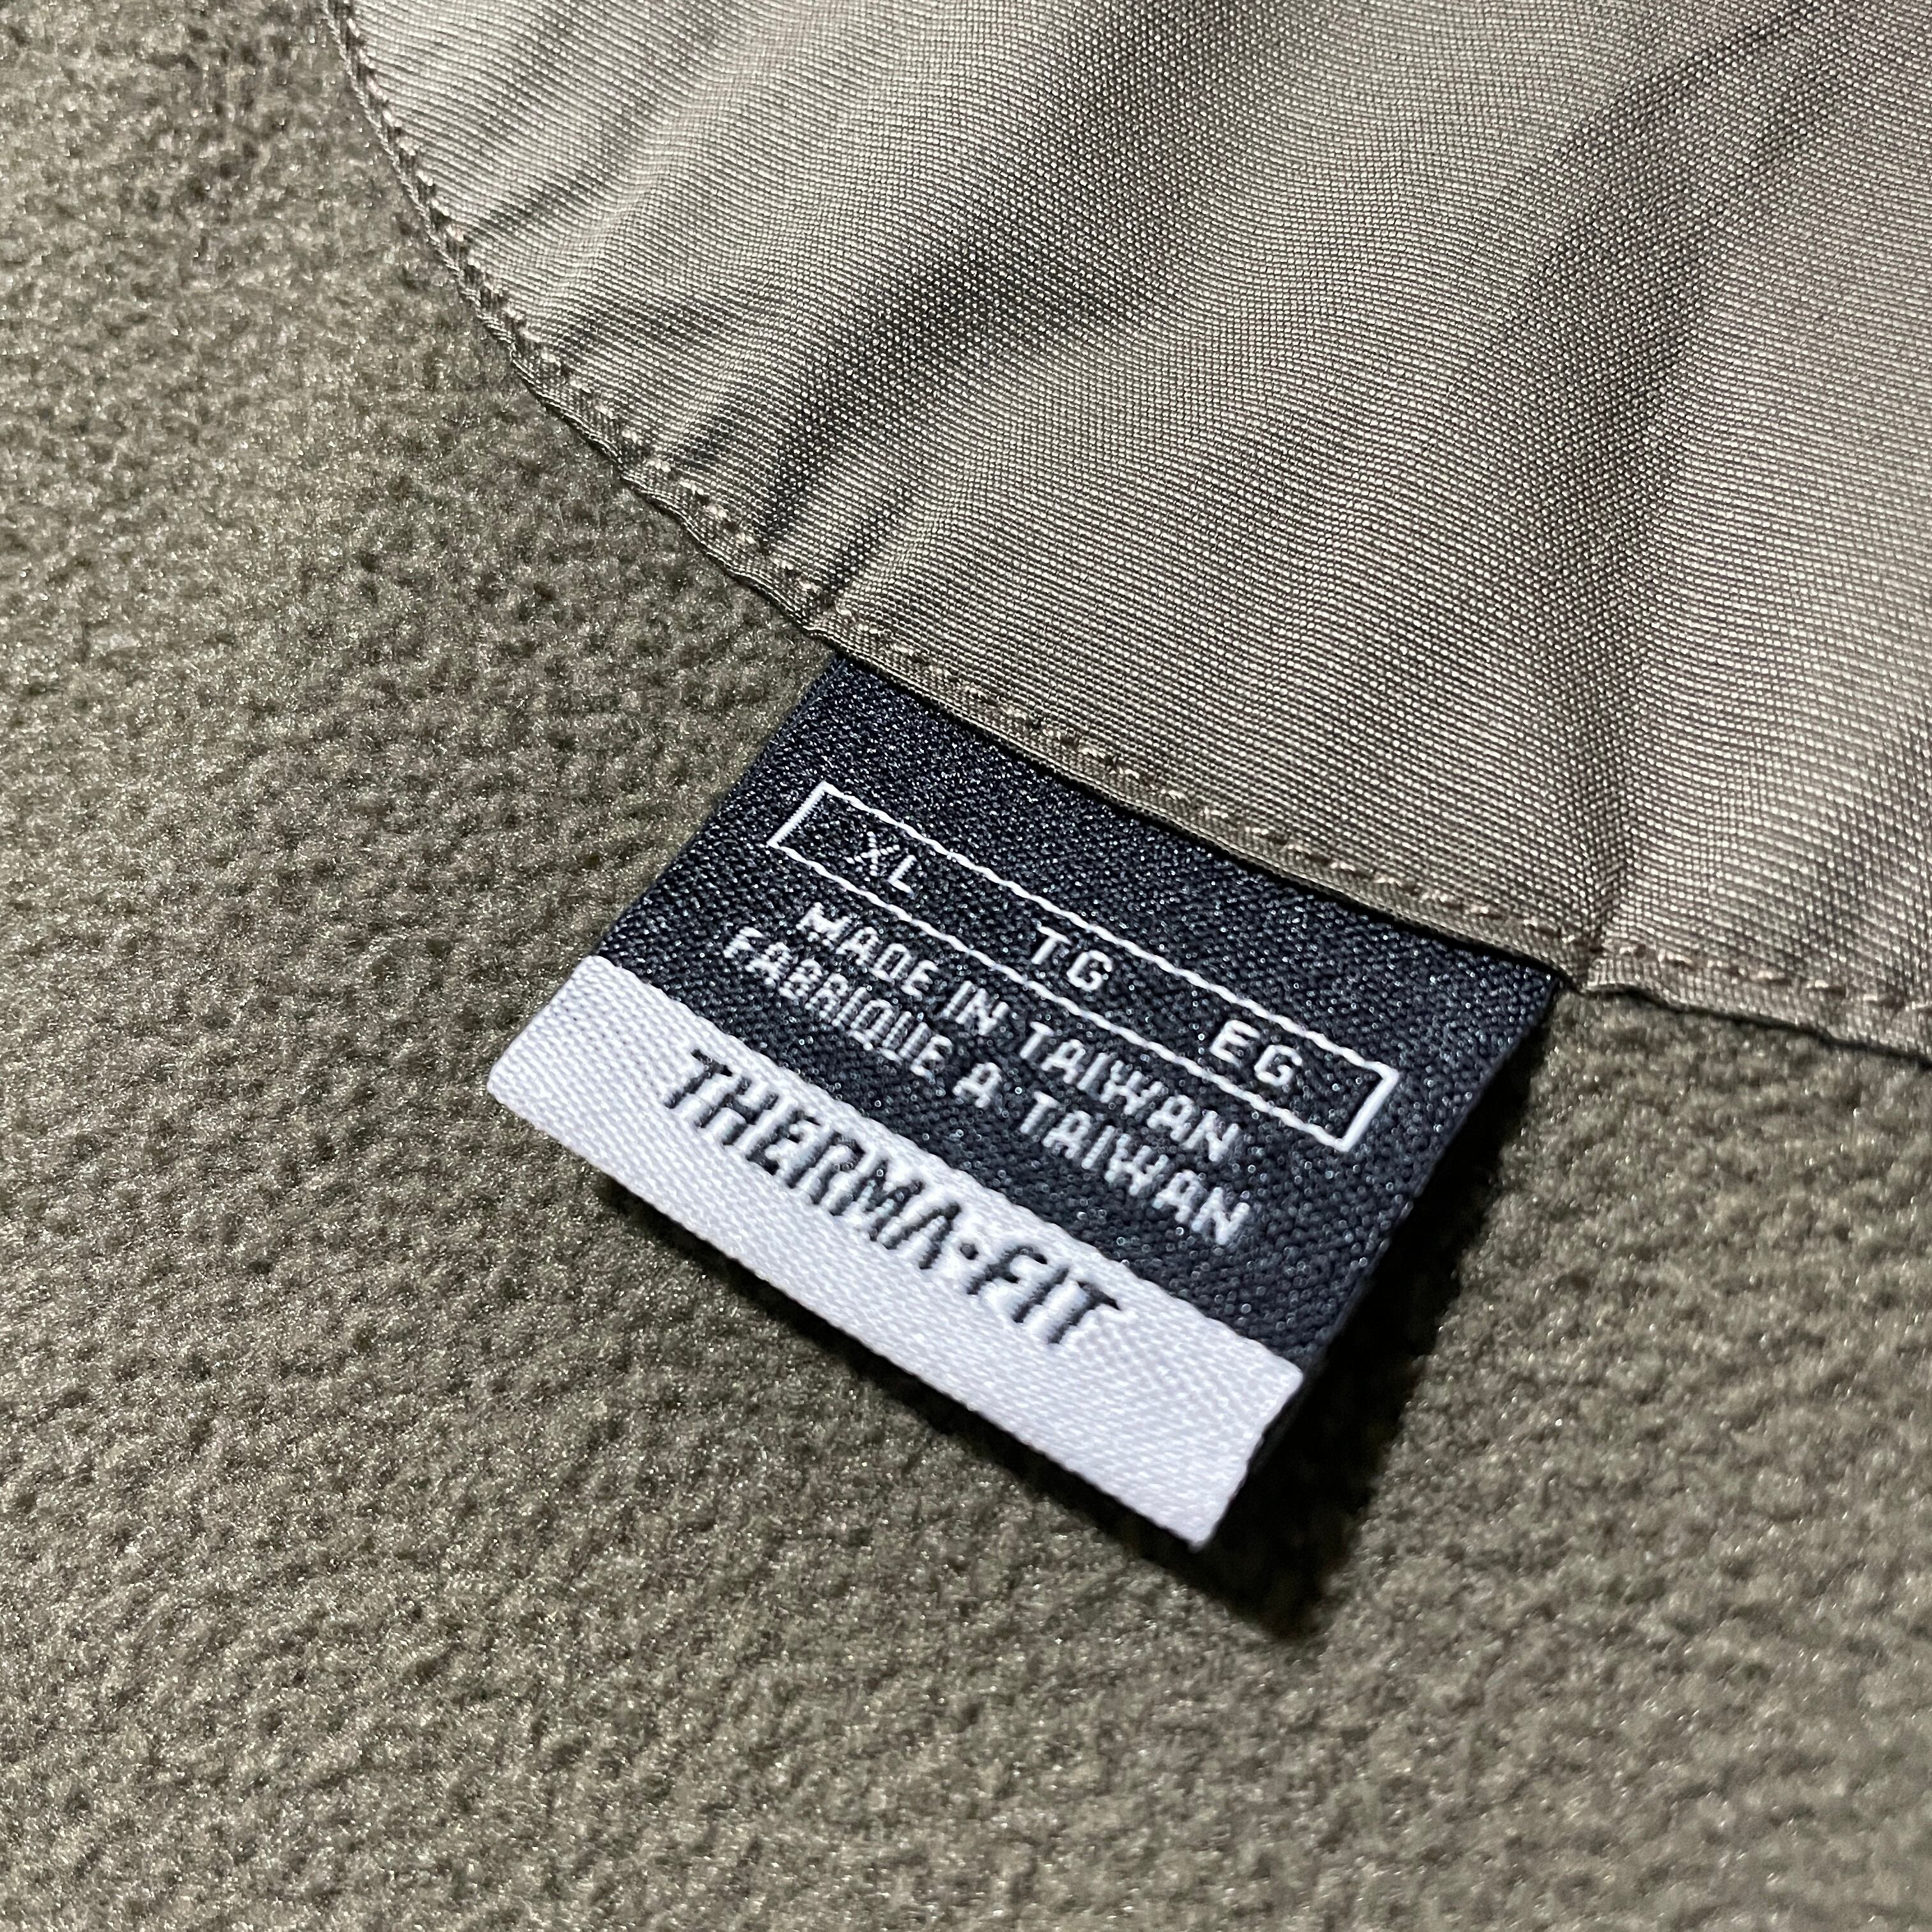 XL TG EG
MADE IN TAIWAN
FABRIQUE A TAIWAN
THERMA•FIT